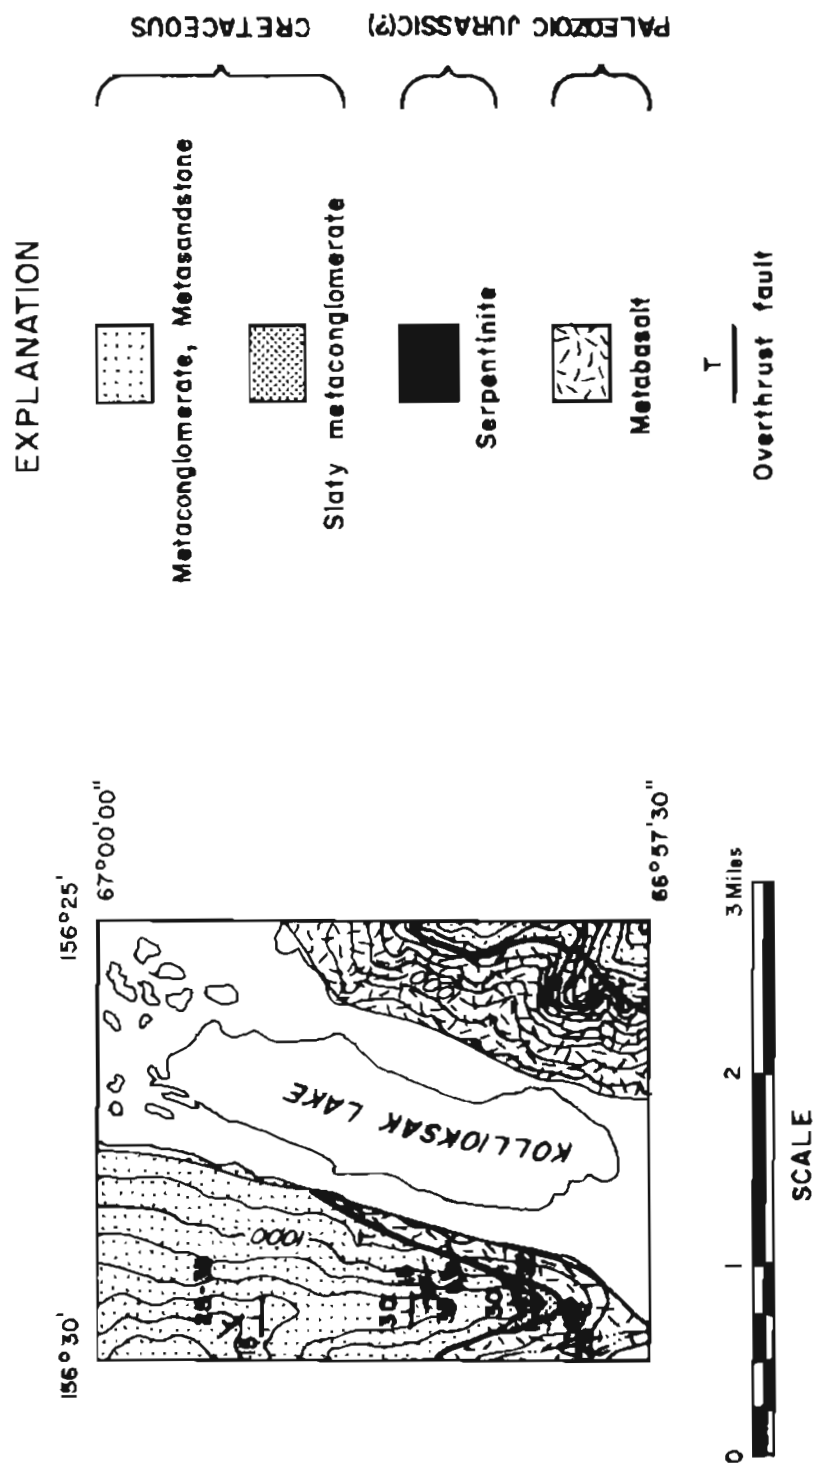 EXPLANATION
Metaconglomerate, Metasandstone
Slaty metaconglomerate
CRETACEOUS
Serpentinite
JURASSIC(?)
Metabasalt
PALEOZOIC
T
Overthrust fault
156°30'
156°25'
67°00'00"
66°57'30"
KOLLIOKSAK LAKE
1000
T
0
1
2
3 Miles
SCALE